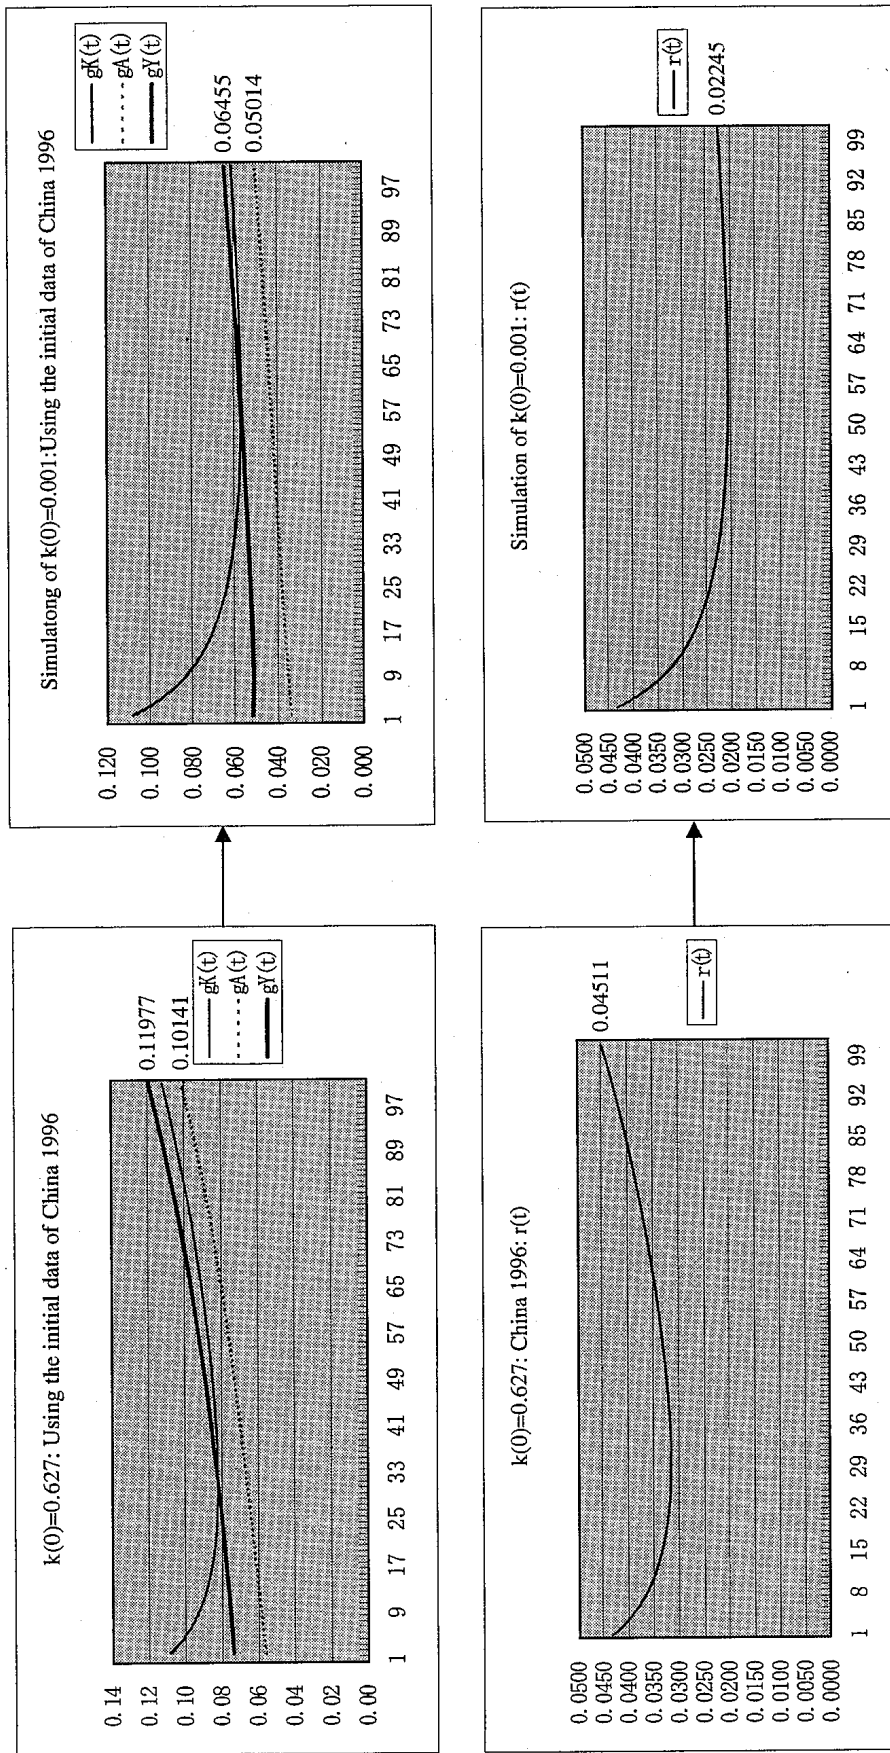 k(0)=0.627: Using the initial data of China 1996
0.14
0.12
0.10
0.08
0.06
0.04
0.02
0.00
1 9 17 25 33 41 49 57 65 73 81 89 97
0.11977
0.10141
gK(t)
gA(t)
gY(t)
Simulatong of k(0)=0.001:Using the initial data of China 1996
0.120
0.100
0.080
0.060
0.040
0.020
0.000
1 9 17 25 33 41 49 57 65 73 81 89 97
gK(t)
gA(t)
gY(t)
0.06455
0.05014
k(0)=0.627: China 1996: r(t)
0.0500
0.0450
0.0400
0.0350
0.0300
0.0250
0.0200
0.0150
0.0100
0.0050
0.0000
1 8 15 22 29 36 43 50 57 64 71 78 85 92 99
0.04511
r(t)
Simulation of k(0)=0.001: r(t)
0.0500
0.0450
0.0400
0.0350
0.0300
0.0250
0.0200
0.0150
0.0100
0.0050
0.0000
1 8 15 22 29 36 43 50 57 64 71 78 85 92 99
r(t)
0.02245